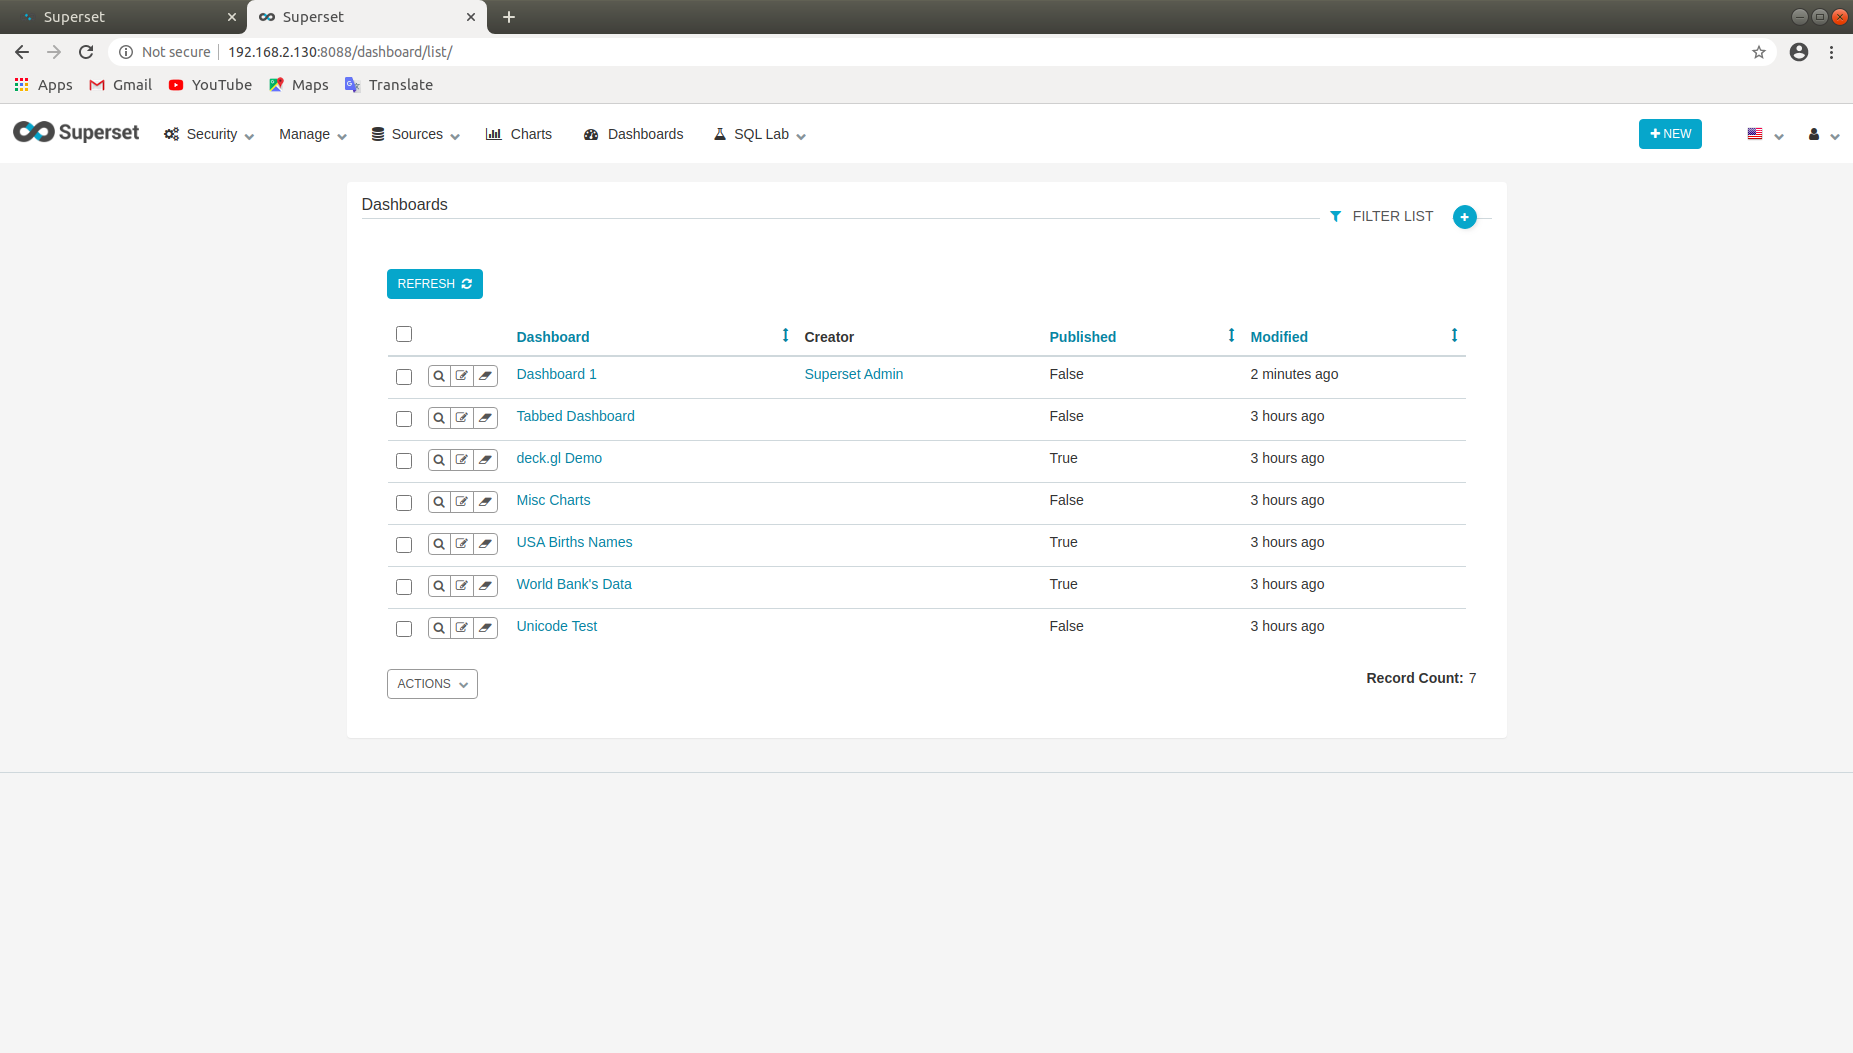 Superset
Superset
Not secure 192.168.2.130:8088/dashboard/list/
Apps Gmail YouTube Maps Translate
Superset Security Manage Sources Charts Dashboards SQL Lab NEW
Dashboards
FILTER LIST
REFRESH
Dashboard Creator Published Modified
Dashboard 1 Superset Admin False 2 minutes ago
Tabbed Dashboard False 3 hours ago
deck.gl Demo True 3 hours ago
Misc Charts False 3 hours ago
USA Births Names True 3 hours ago
World Bank's Data True 3 hours ago
Unicode Test False 3 hours ago
ACTIONS
Record Count: 7